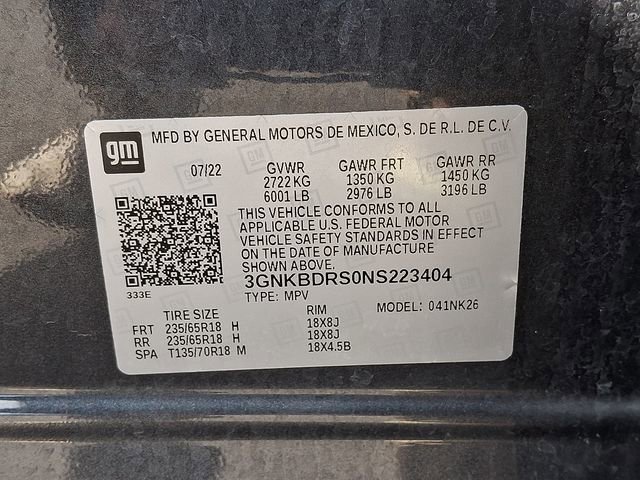 gm MFD BY GENERAL MOTORS DE MEXICO, S. DE R.L. DE C.V.
07/22 GVWR GAWR FRT GAWR RR
2722 KG 1350 KG 1450 KG
6001 LB 2976 LB 3196 LB
THIS VEHICLE CONFORMS TO ALL
APPLICABLE U.S. FEDERAL MOTOR
VEHICLE SAFETY STANDARDS IN EFFECT
ON THE DATE OF MANUFACTURE
SHOWN ABOVE.
3GNKBDRS0NS223404
333E
TYPE: MPV MODEL: 041NK26
TIRE SIZE RIM
FRT 235/65R18 H 18X8J
RR 235/65R18 H 18X8J
SPA T135/70R18 M 18X4.5B